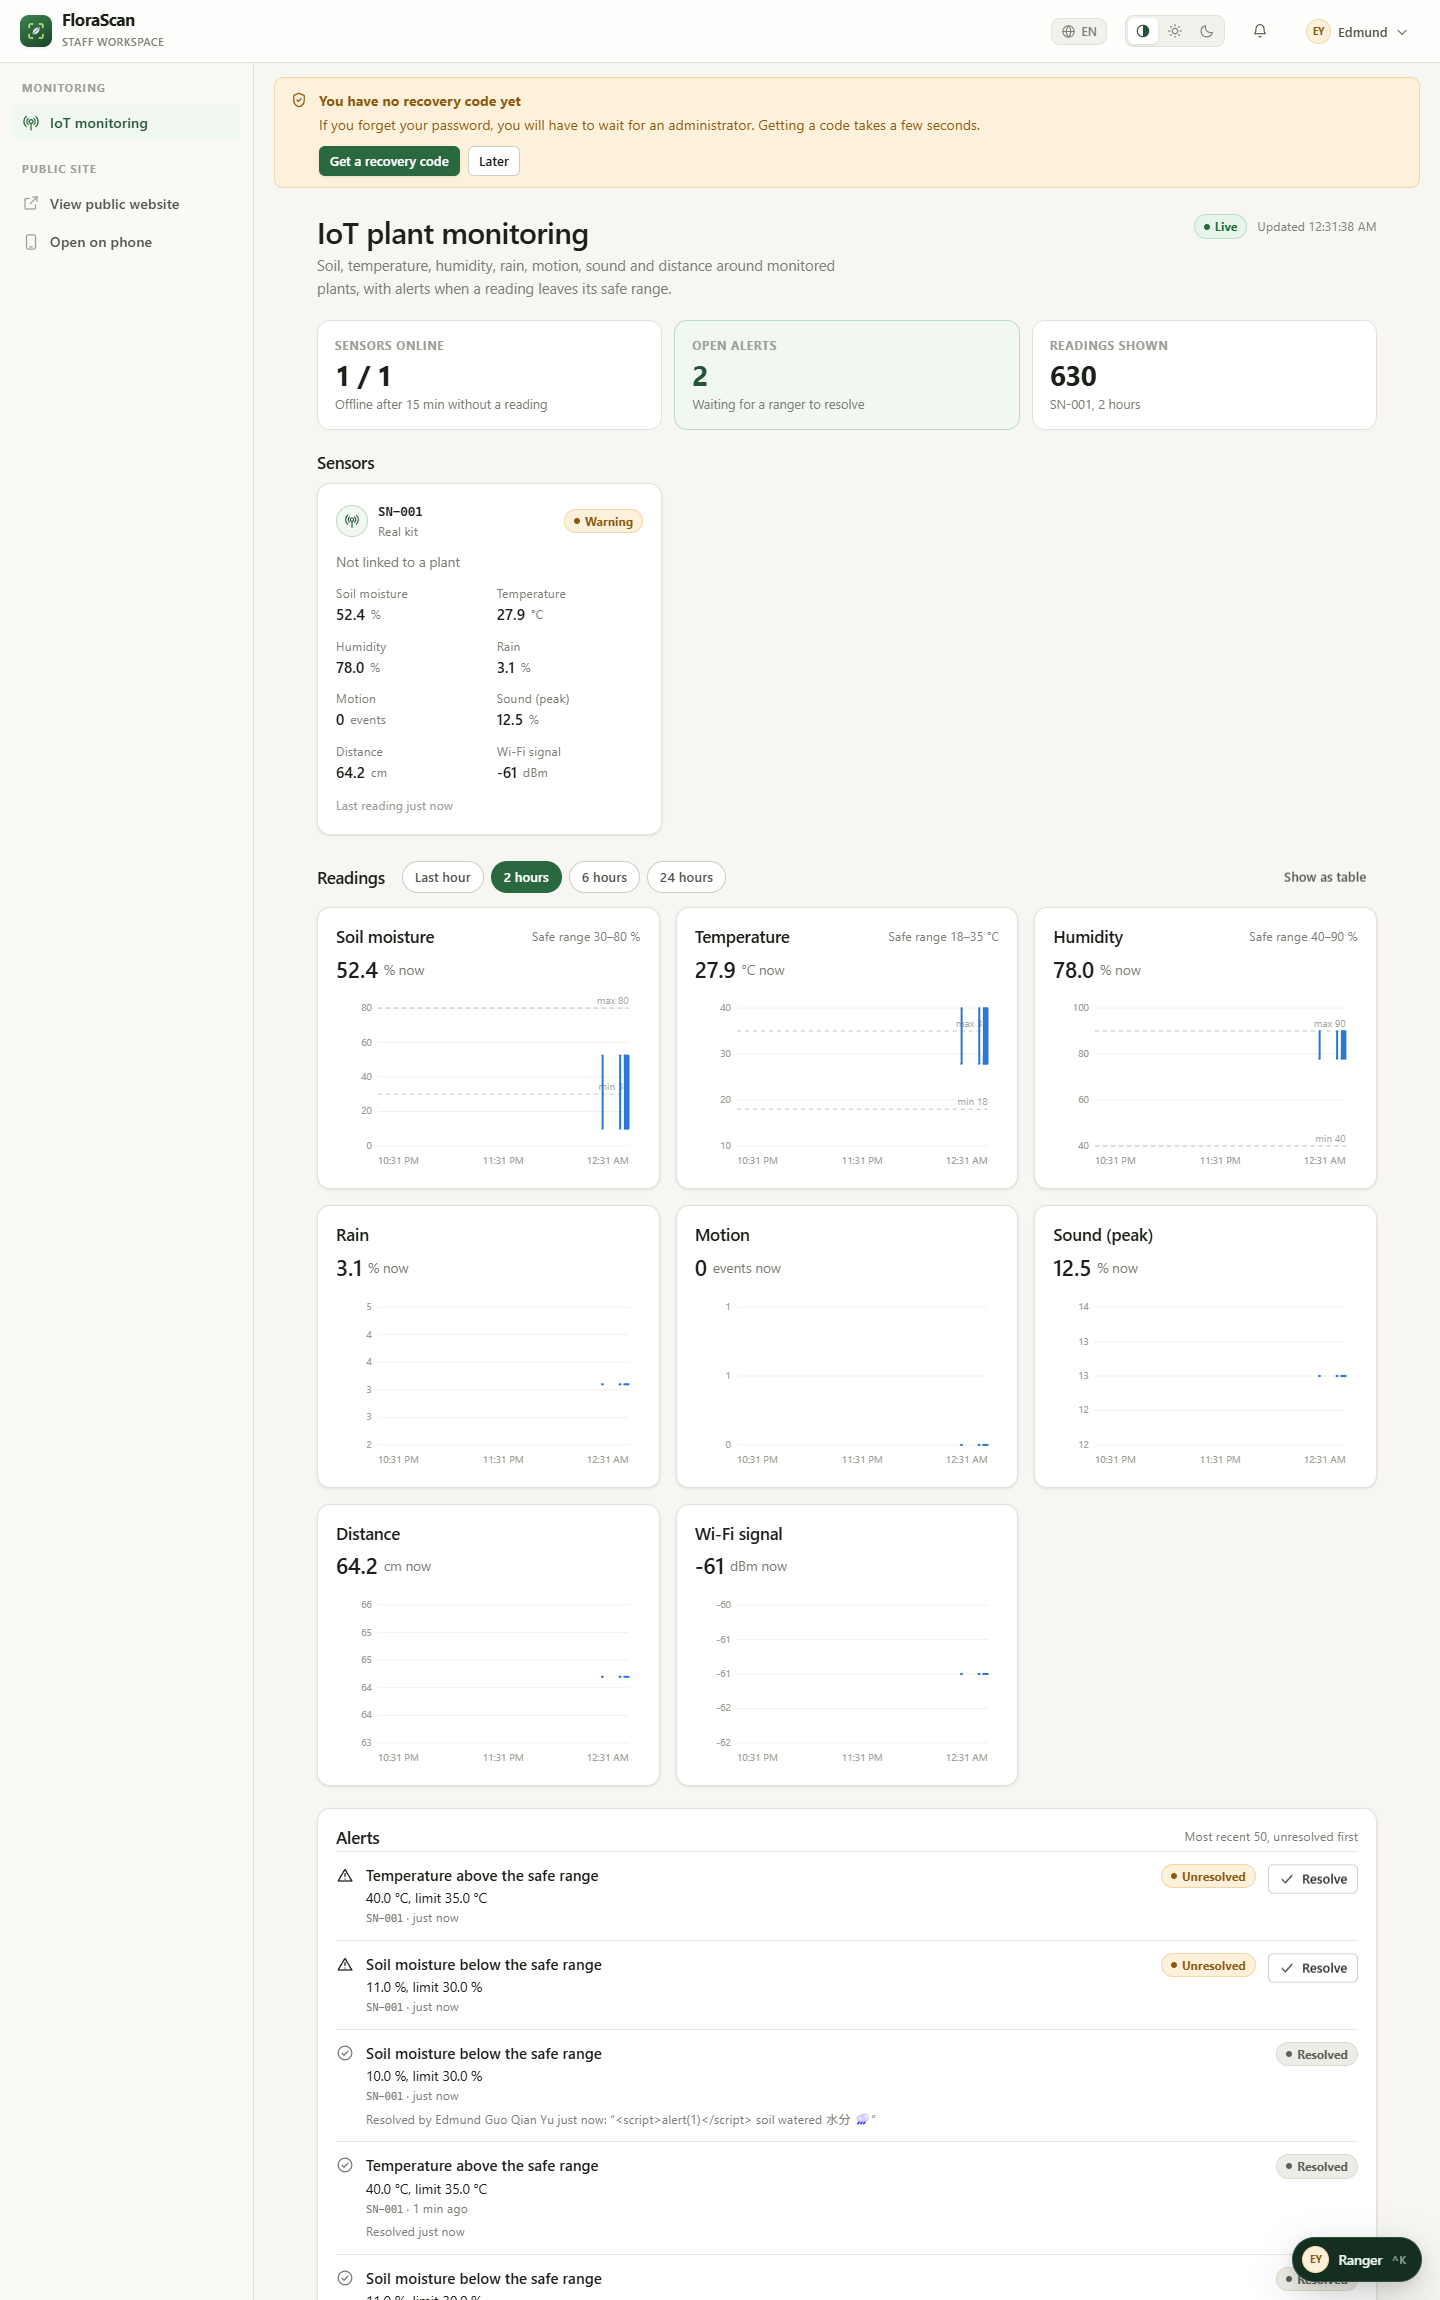 FloraScan
STAFF WORKSPACE
EN
EY Edmund
MONITORING
IoT monitoring
PUBLIC SITE
View public website
Open on phone
You have no recovery code yet
If you forget your password, you will have to wait for an administrator. Getting a code takes a few seconds.
Get a recovery code Later
IoT plant monitoring
Live Updated 12:31:38 AM
Soil, temperature, humidity, rain, motion, sound and distance around monitored
plants, with alerts when a reading leaves its safe range.
SENSORS ONLINE
1 / 1
Offline after 15 min without a reading
OPEN ALERTS
2
Waiting for a ranger to resolve
READINGS SHOWN
630
SN-001, 2 hours
Sensors
SN-001
Real kit
Warning
Not linked to a plant
Soil moisture Temperature
52.4 % 27.9 °C
Humidity Rain
78.0 % 3.1 %
Motion Sound (peak)
0 events 12.5 %
Distance Wi-Fi signal
64.2 cm -61 dBm
Last reading just now
Readings Last hour 2 hours 6 hours 24 hours Show as table
Soil moisture Safe range 30–80 %
52.4 % now
max 80
80
60
40
min
20
0
10:31 PM 11:31 PM 12:31 AM
Temperature Safe range 18–35 °C
27.9 °C now
40
max
30
20
min 18
10
10:31 PM 11:31 PM 12:31 AM
Humidity Safe range 40–90 %
78.0 % now
100
max 90
80
60
min 40
40
10:31 PM 11:31 PM 12:31 AM
Rain
3.1 % now
5
4
4
3
3
2
10:31 PM 11:31 PM 12:31 AM
Motion
0 events now
1
1
0
10:31 PM 11:31 PM 12:31 AM
Sound (peak)
12.5 % now
14
13
13
12
12
10:31 PM 11:31 PM 12:31 AM
Distance
64.2 cm now
66
65
65
64
64
63
10:31 PM 11:31 PM 12:31 AM
Wi-Fi signal
-61 dBm now
-60
-61
-61
-62
-62
10:31 PM 11:31 PM 12:31 AM
Alerts Most recent 50, unresolved first
Temperature above the safe range Unresolved Resolve
40.0 °C, limit 35.0 °C
SN-001 · just now
Soil moisture below the safe range Unresolved Resolve
11.0 %, limit 30.0 %
SN-001 · just now
Soil moisture below the safe range Resolved
10.0 %, limit 30.0 %
SN-001 · just now
Resolved by Edmund Guo Qian Yu just now: “<script>alert(1)</script> soil watered 水分 🌧️”
Temperature above the safe range Resolved
40.0 °C, limit 35.0 °C
SN-001 · 1 min ago
Resolved just now
Soil moisture below the safe range
EY Ranger ^K